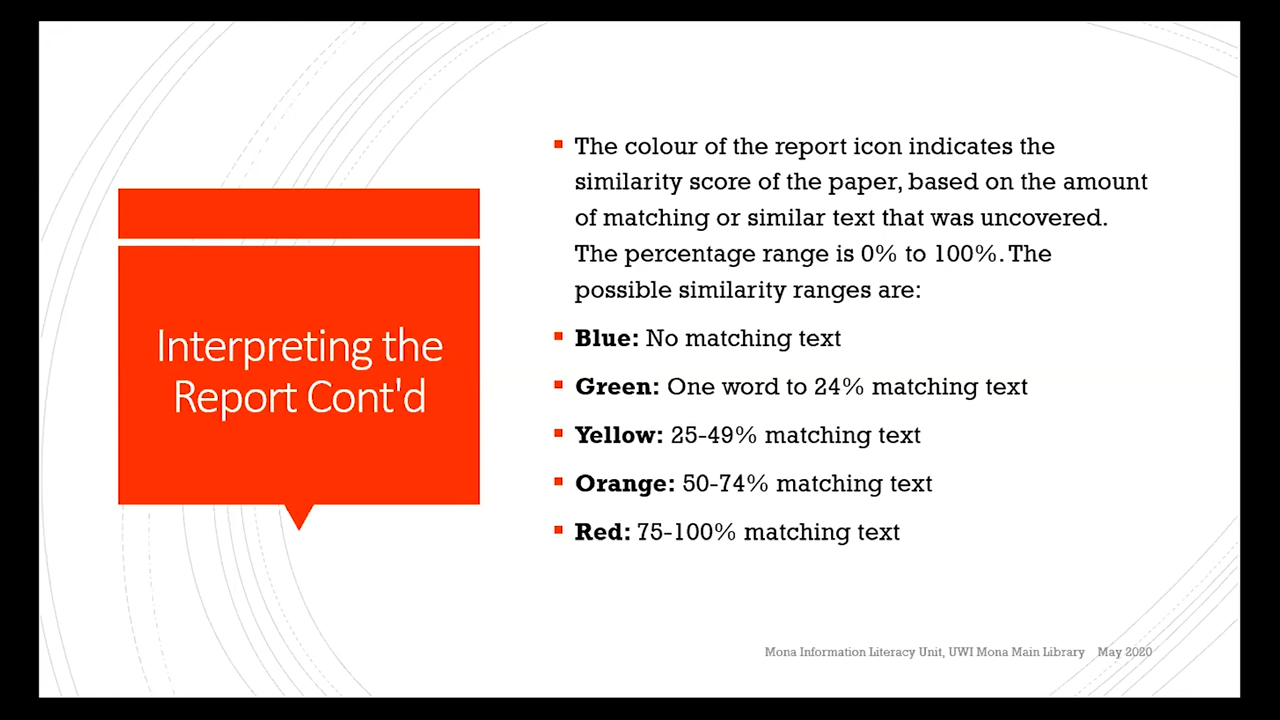 Interpreting the
Report Cont'd
The colour of the report icon indicates the
similarity score of the paper, based on the amount
of matching or similar text that was uncovered.
The percentage range is 0% to 100%. The
possible similarity ranges are:
Blue: No matching text
Green: One word to 24% matching text
Yellow: 25-49% matching text
Orange: 50-74% matching text
Red: 75-100% matching text
Mona Information Literacy Unit, UWI Mona Main Library May 2020